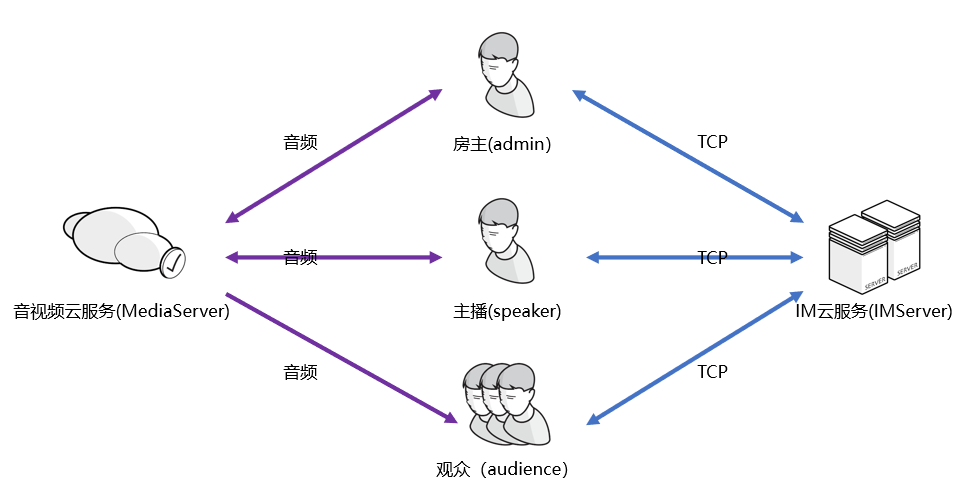 音频
房主(admin）
TCP
音频
TCP
SERVER
SERVER
音视频云服务(MediaServer)
主播(speaker)
IM云服务(IMServer)
音频
TCP
观众（audience）